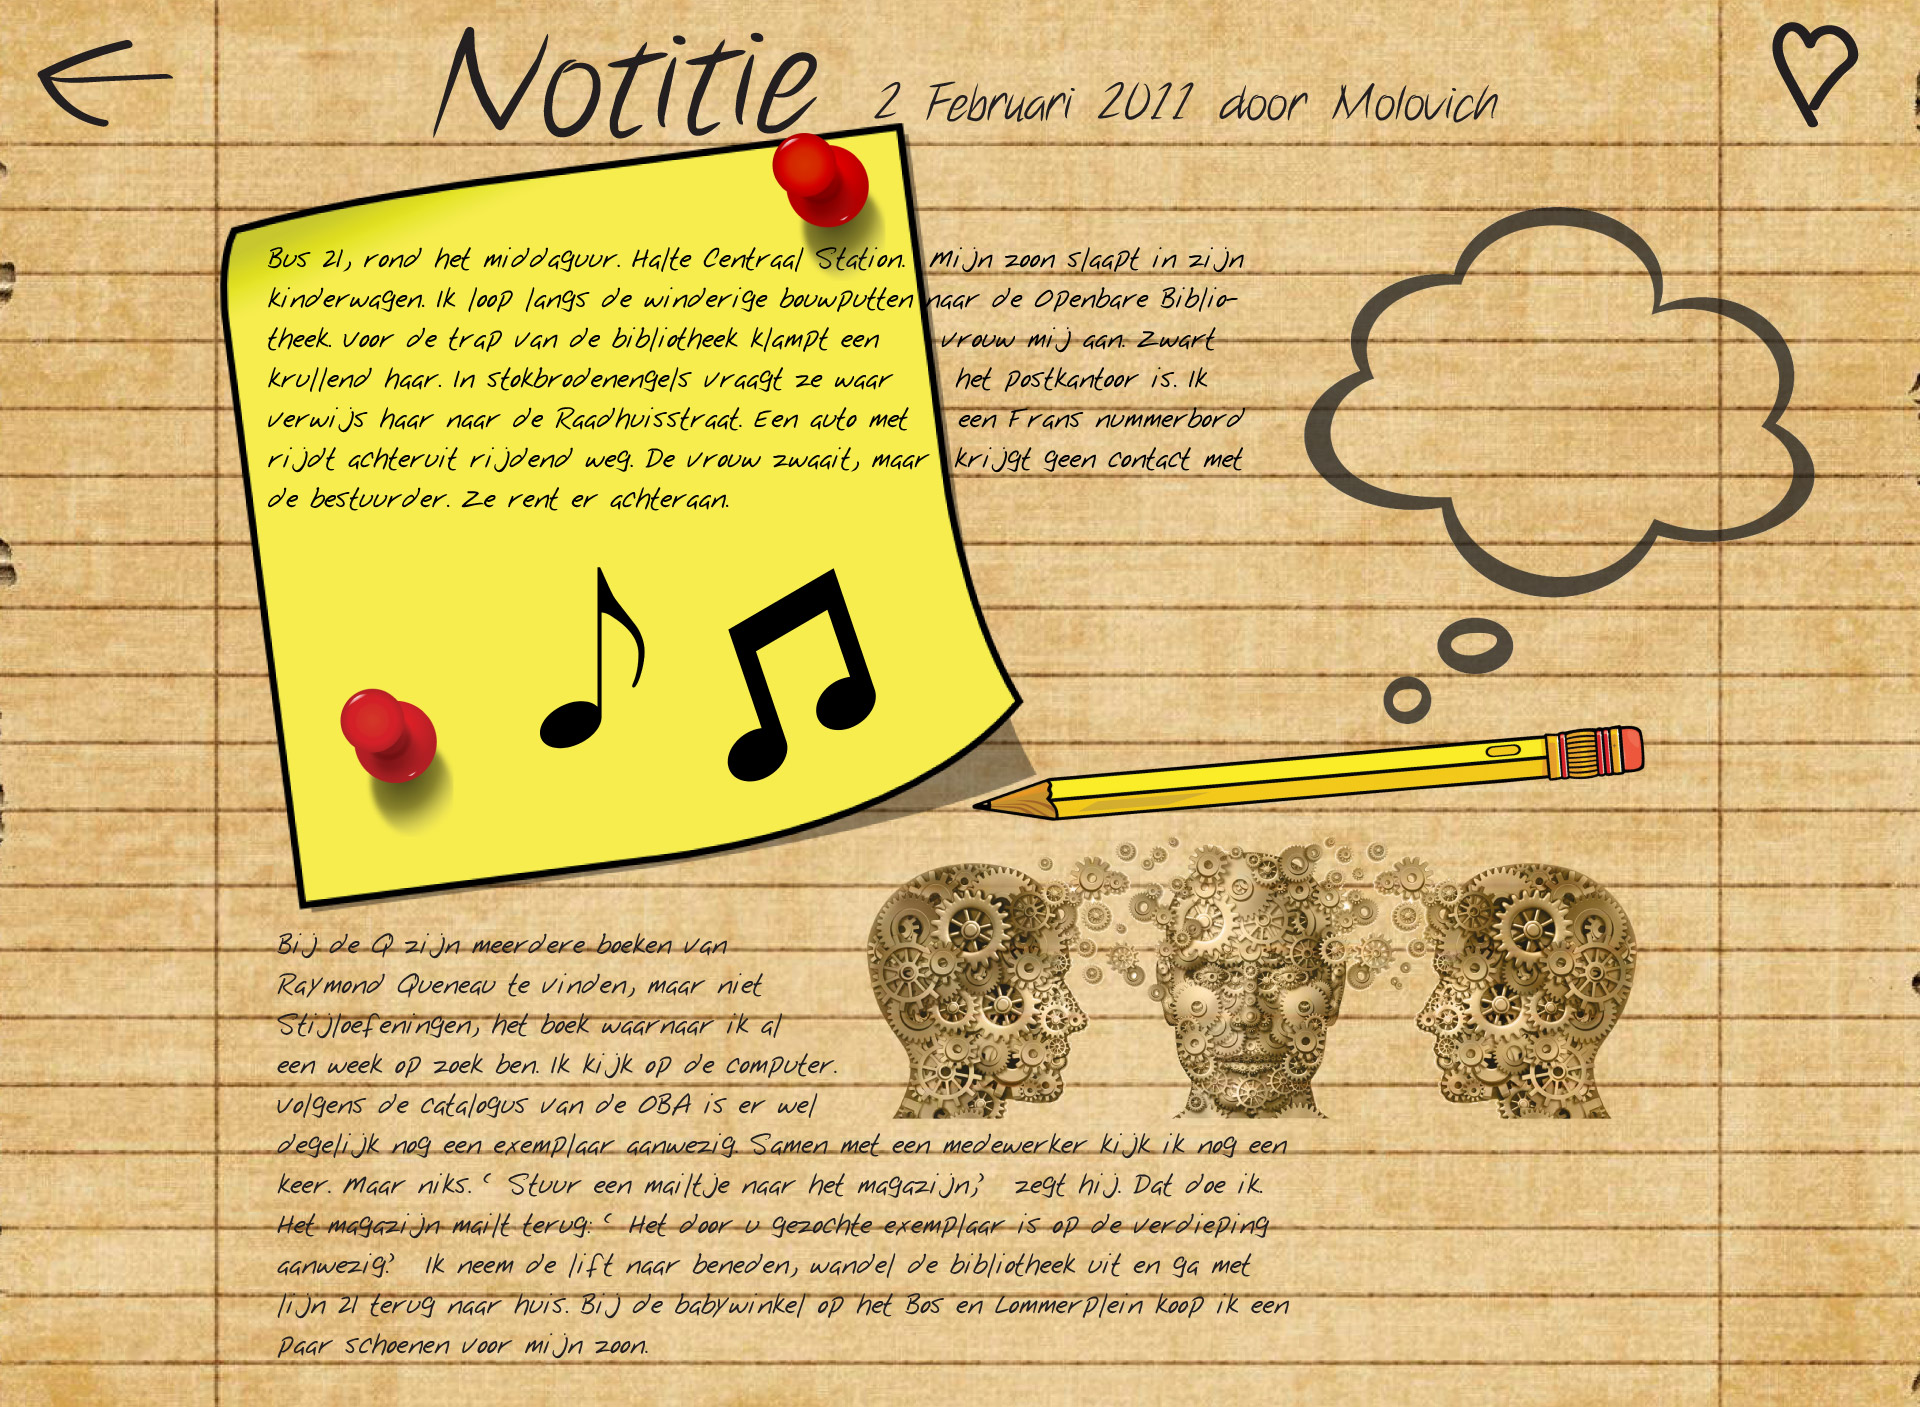 Notitie 2 Februari 2011 door Molovich
Bus 21, rond het middaguur. Halte Centraal Station. Mijn zoon slaapt in zijn
kinderwagen. Ik loop langs de winderige bouwputten naar de Openbare Biblio-
theek. Voor de trap van de bibliotheek klampt een vrouw mij aan. Zwart
krullend haar. In stokbrodenengels vraagt ze waar het postkantoor is. Ik
verwijs haar naar de Raadhuisstraat. Een auto met een Frans nummerbord
rijdt achteruit rijdend weg. De vrouw zwaait, maar krijgt geen contact met
de bestuurder. Ze rent er achteraan.
Bij de Q zijn meerdere boeken van
Raymond Queneau te vinden, maar niet
Stijloefeningen, het boek waarnaar ik al
een week op zoek ben. Ik kijk op de computer.
Volgens de catalogus van de OBA is er wel
degelijk nog een exemplaar aanwezig. Samen met een medewerker kijk ik nog een
keer. Maar niks. ‘ Stuur een mailtje naar het magazijn,’ zegt hij. Dat doe ik.
Het magazijn mailt terug: ‘ Het door u gezochte exemplaar is op de verdieping
aanwezig.’ Ik neem de lift naar beneden, wandel de bibliotheek uit en ga met
lijn 21 terug naar huis. Bij de babywinkel op het Bos en Lommerplein koop ik een
paar schoenen voor mijn zoon.